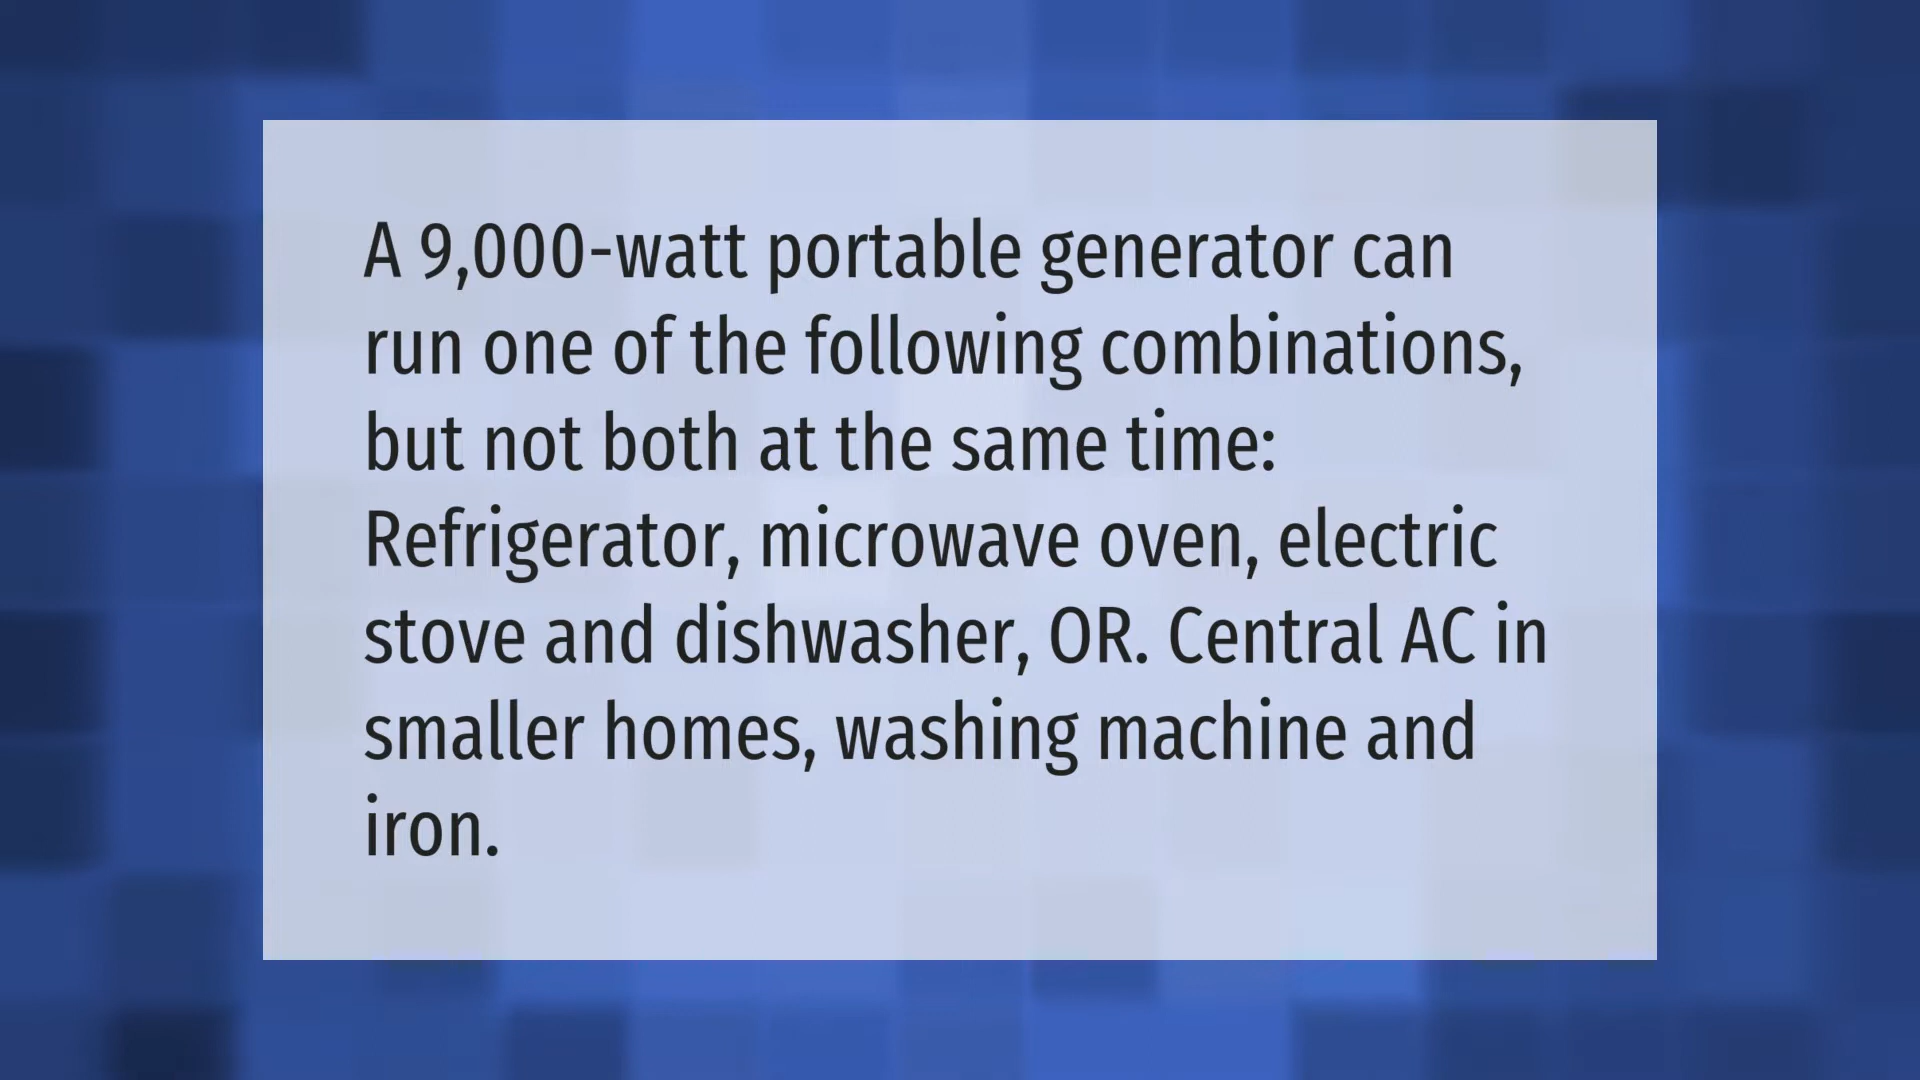 A 9,000-watt portable generator can
run one of the following combinations,
but not both at the same time:
Refrigerator, microwave oven, electric
stove and dishwasher, OR. Central AC in
smaller homes, washing machine and
iron.